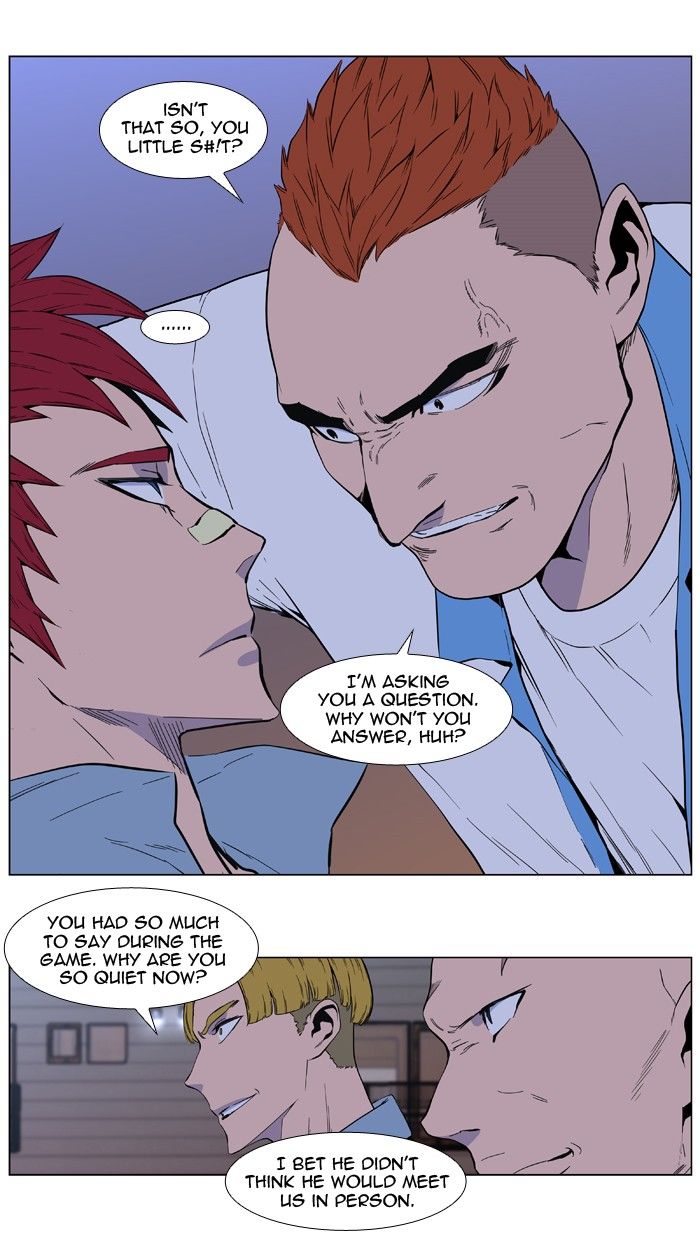 ISN'T
THAT SO, YOU
LITTLE S#!T?
......
I'M ASKING
YOU A QUESTION.
WHY WON'T YOU
ANSWER, HUH?
YOU HAD SO MUCH
TO SAY DURING THE
GAME. WHY ARE YOU
SO QUIET NOW?
I BET HE DIDN'T
THINK HE WOULD MEET
US IN PERSON.